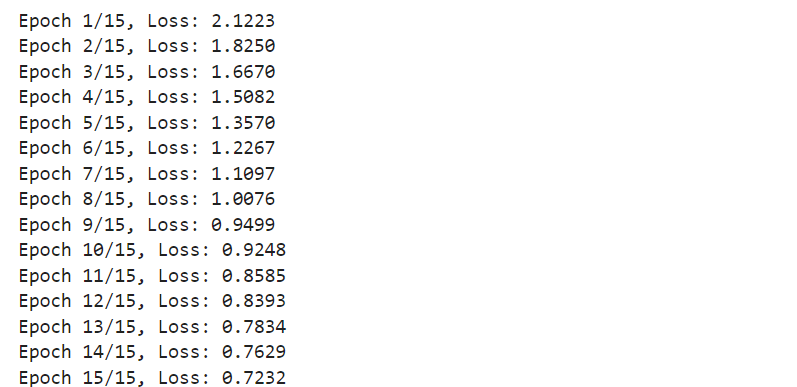 Epoch 1/15, Loss: 2.1223
Epoch 2/15, Loss: 1.8250
Epoch 3/15, Loss: 1.6670
Epoch 4/15, Loss: 1.5082
Epoch 5/15, Loss: 1.3570
Epoch 6/15, Loss: 1.2267
Epoch 7/15, Loss: 1.1097
Epoch 8/15, Loss: 1.0076
Epoch 9/15, Loss: 0.9499
Epoch 10/15, Loss: 0.9248
Epoch 11/15, Loss: 0.8585
Epoch 12/15, Loss: 0.8393
Epoch 13/15, Loss: 0.7834
Epoch 14/15, Loss: 0.7629
Epoch 15/15, Loss: 0.7232